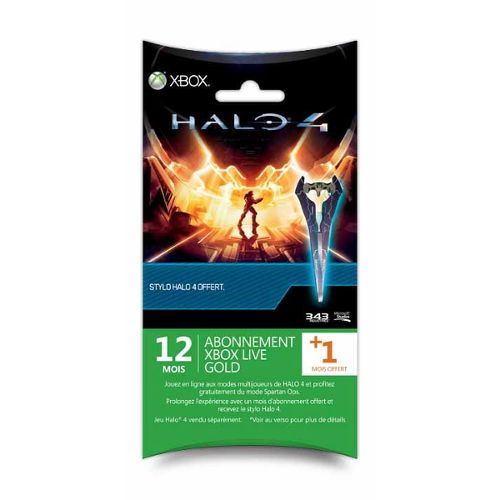 XBOX.
HALO 4
STYLO HALO 4 OFFERT.
343
INDUSTRIES
Microsoft
Studios
12
MOIS
ABONNEMENT
XBOX LIVE
GOLD
+1
MOIS OFFERT
Jouez en ligne aux modes multijoueurs de HALO 4 et profitez
gratuitement du mode Spartan Ops.
Prolongez l'expérience avec un mois d'abonnement offert et
recevez le stylo Halo 4.
Jeu Halo* 4 vendu séparément. *Voir au verso pour plus de détails